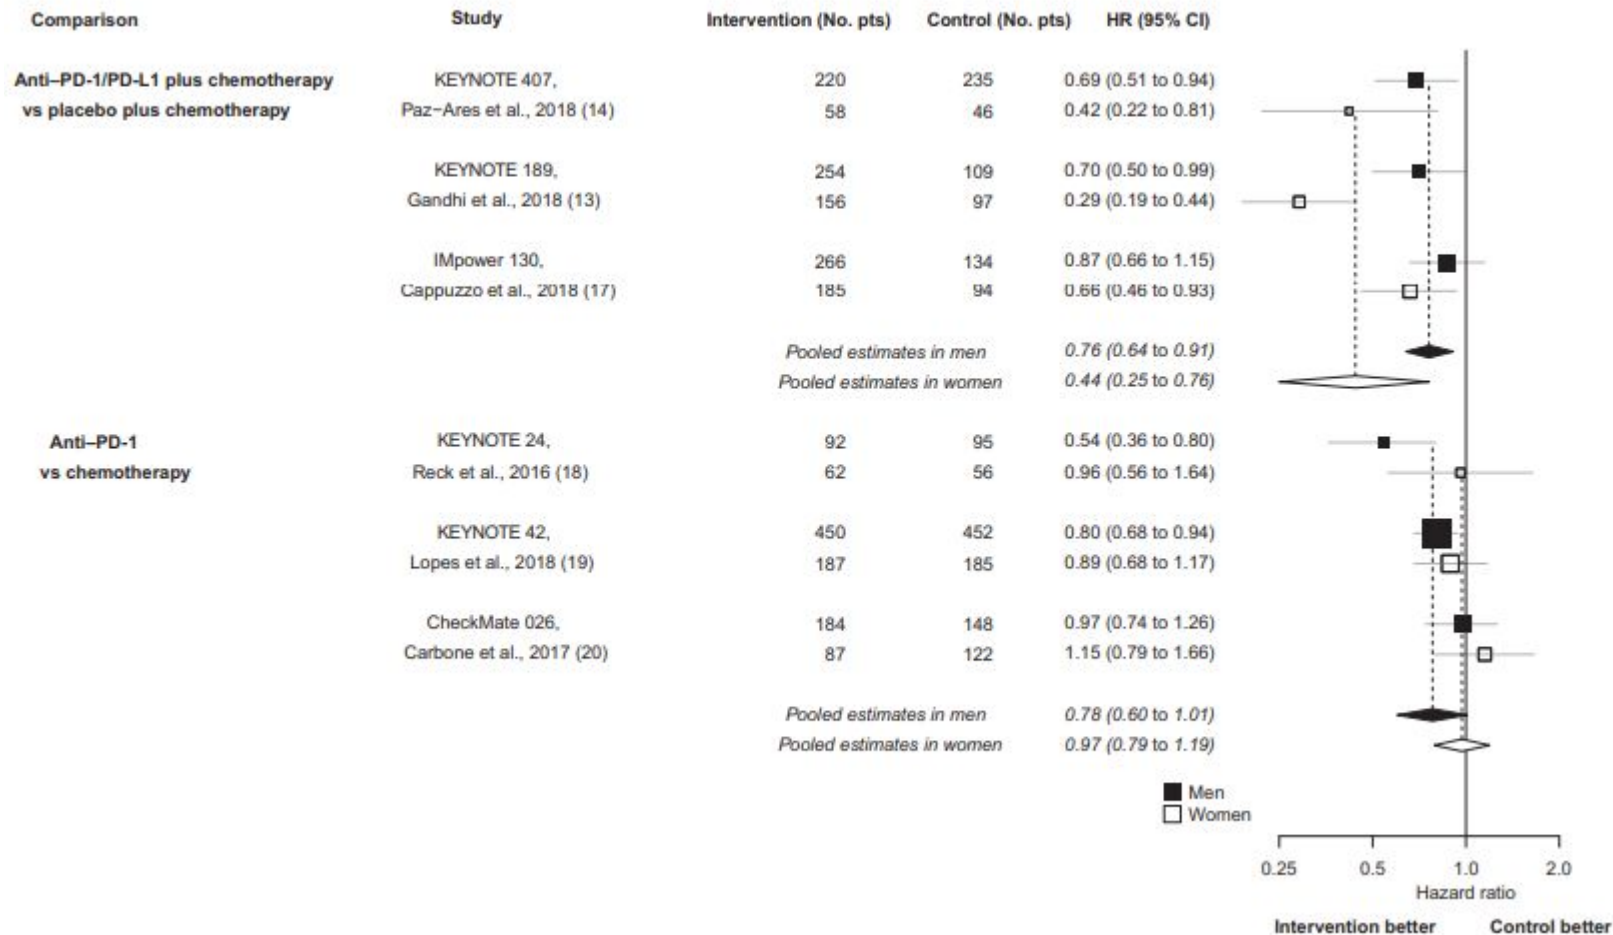 Comparison Study Intervention (No. pts) Control (No. pts) HR (95% CI)
Anti–PD-1/PD-L1 plus chemotherapy KEYNOTE 407, 220 235 0.69 (0.51 to 0.94)
vs placebo plus chemotherapy Paz−Ares et al., 2018 (14) 58 46 0.42 (0.22 to 0.81)
KEYNOTE 189, 254 109 0.70 (0.50 to 0.99)
Gandhi et al., 2018 (13) 156 97 0.29 (0.19 to 0.44)
IMpower 130, 266 134 0.87 (0.66 to 1.15)
Cappuzzo et al., 2018 (17) 185 94 0.66 (0.46 to 0.93)
Pooled estimates in men 0.76 (0.64 to 0.91)
Pooled estimates in women 0.44 (0.25 to 0.76)
Anti–PD-1 KEYNOTE 24, 92 95 0.54 (0.36 to 0.80)
vs chemotherapy Reck et al., 2016 (18) 62 56 0.96 (0.56 to 1.64)
KEYNOTE 42, 450 452 0.80 (0.68 to 0.94)
Lopes et al., 2018 (19) 187 185 0.89 (0.68 to 1.17)
CheckMate 026, 184 148 0.97 (0.74 to 1.26)
Carbone et al., 2017 (20) 87 122 1.15 (0.79 to 1.66)
Pooled estimates in men 0.78 (0.60 to 1.01)
Pooled estimates in women 0.97 (0.79 to 1.19)
Men
Women
0.25 0.5 1.0 2.0
Hazard ratio
Intervention better Control better